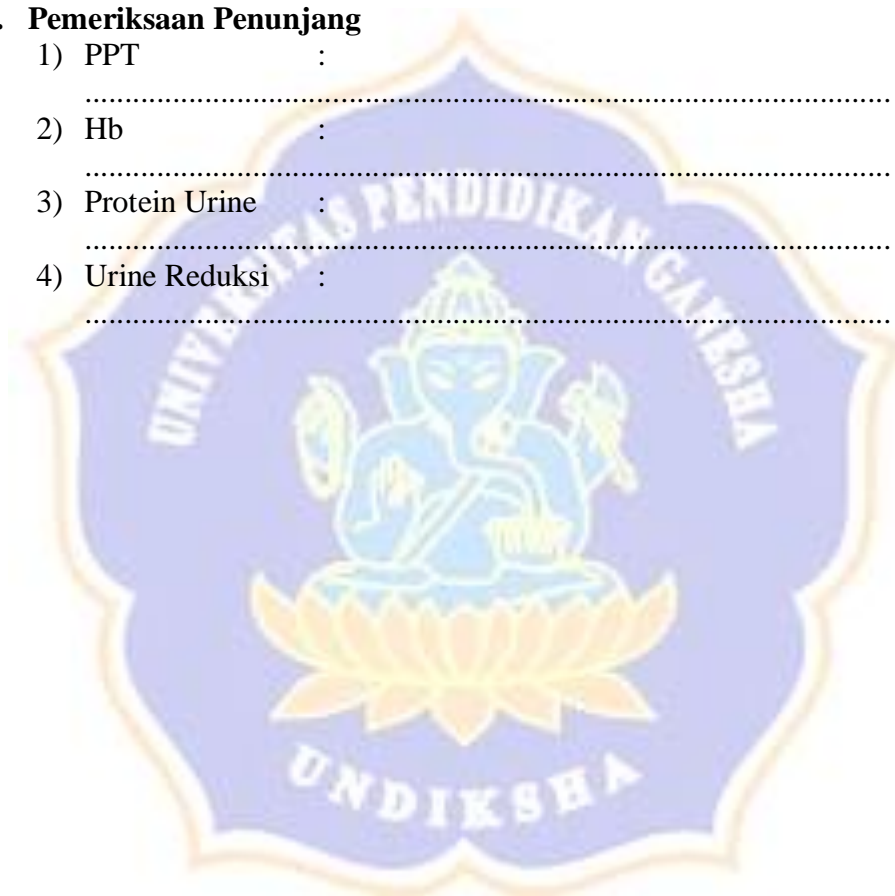 . Pemeriksaan Penunjang
1) PPT :
..........................................................................................................
2) Hb :
..........................................................................................................
3) Protein Urine :
..........................................................................................................
4) Urine Reduksi :
..........................................................................................................
UNIVERSITAS PENDIDIKAN GANESHA
UNDIKSHA